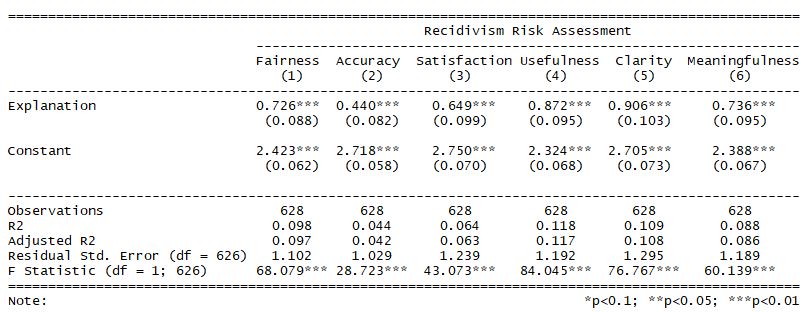 Recidivism Risk Assessment
Fairness Accuracy Satisfaction Usefulness Clarity Meaningfulness
(1) (2) (3) (4) (5) (6)
Explanation 0.726*** 0.440*** 0.649*** 0.872*** 0.906*** 0.736***
(0.088) (0.082) (0.099) (0.095) (0.103) (0.095)
Constant 2.423*** 2.718*** 2.750*** 2.324*** 2.705*** 2.388***
(0.062) (0.058) (0.070) (0.068) (0.073) (0.067)
Observations 628 628 628 628 628 628
R2 0.098 0.044 0.064 0.118 0.109 0.088
Adjusted R2 0.097 0.042 0.063 0.117 0.108 0.086
Residual Std. Error (df = 626) 1.102 1.029 1.239 1.192 1.295 1.189
F Statistic (df = 1; 626) 68.079*** 28.723*** 43.073*** 84.045*** 76.767*** 60.139***
Note: *p<0.1; **p<0.05; ***p<0.01